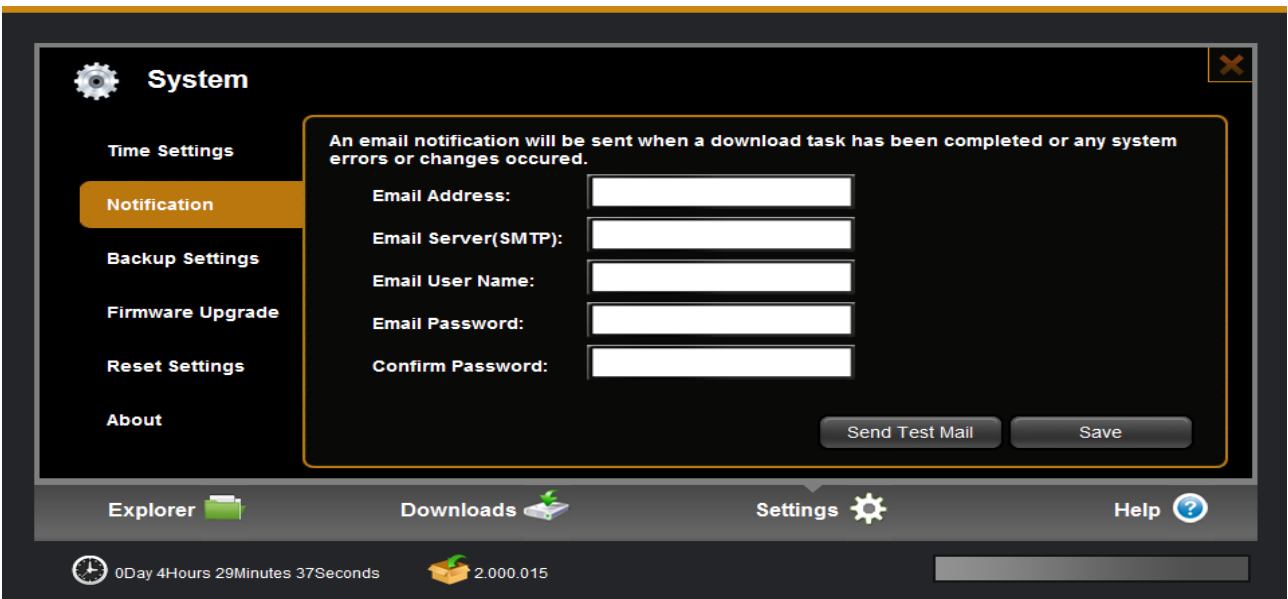 System
Time Settings
Notification
Backup Settings
Firmware Upgrade
Reset Settings
About
An email notification will be sent when a download task has been completed or any system
errors or changes occured.
Email Address:
Email Server(SMTP):
Email User Name:
Email Password:
Confirm Password:
Send Test Mail
Save
Explorer
Downloads
Settings
Help
0Day 4Hours 29Minutes 37Seconds
2.000.015